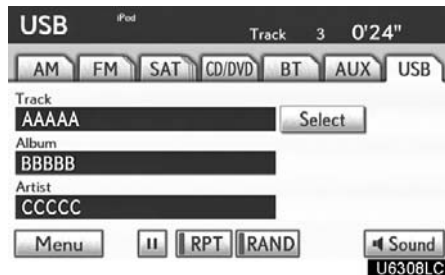 USB iPod Track 3 0'24"
AM FM SAT CD/DVD BT AUX USB
Track
AAAAA Select
Album
BBBBB
Artist
CCCCC
Menu RPT RAND Sound
U6308LC